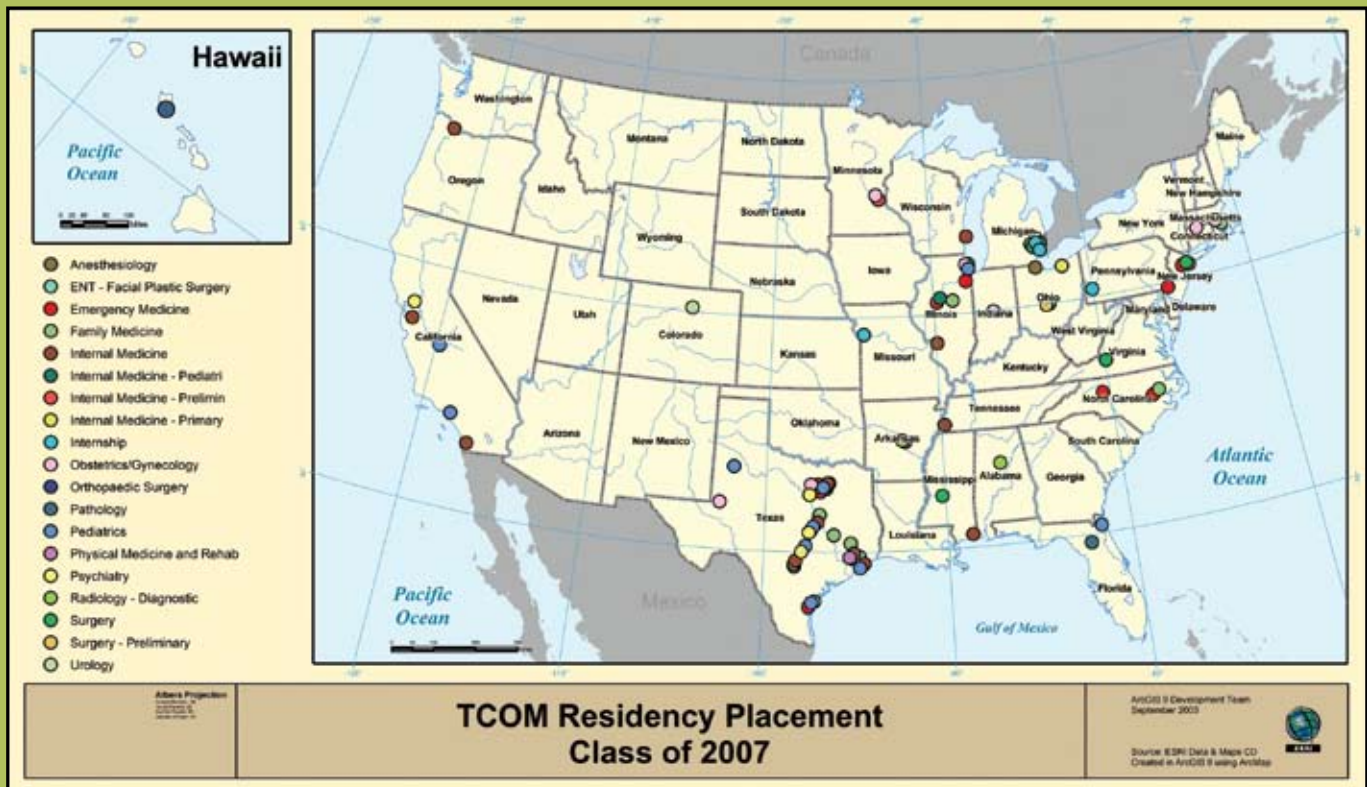 Hawaii
Pacific
Ocean
Anesthesiology
ENT - Facial Plastic Surgery
Emergency Medicine
Family Medicine
Internal Medicine
Internal Medicine - Pediatri
Internal Medicine - Prelimin
Internal Medicine - Primary
Internship
Obstetrics/Gynecology
Orthopaedic Surgery
Pathology
Pediatrics
Physical Medicine and Rehab
Psychiatry
Radiology - Diagnostic
Surgery
Surgery - Preliminary
Urology
Canada
Washington
Montana
North Dakota
Minnesota
Maine
Oregon
Idaho
Wyoming
South Dakota
Wisconsin
Michigan
Vermont
New Hampshire
New York
Massachusetts
Connecticut
Nevada
Utah
Colorado
Nebraska
Iowa
Illinois
Indiana
Ohio
Pennsylvania
New Jersey
Maryland
Delaware
West Virginia
Virginia
California
Kansas
Missouri
Kentucky
North Carolina
Tennessee
Arizona
New Mexico
Oklahoma
Arkansas
South Carolina
Mississippi
Alabama
Georgia
Atlantic
Ocean
Texas
Louisiana
Florida
Pacific
Ocean
Mexico
Gulf of Mexico
Albers Projection
TCOM Residency Placement
Class of 2007
ArcGIS 9 Development Team
September 2003
Source: ESRI Data & Maps CD
Created in ArcGIS 9 using ArcMap
ESRI